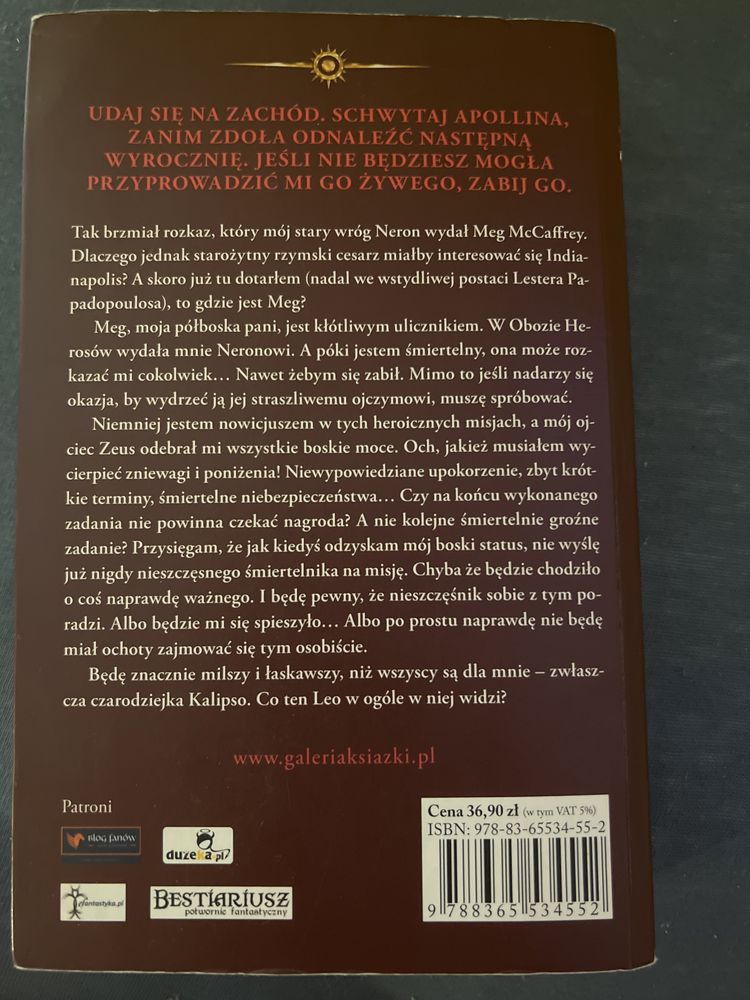 UDAJ SIĘ NA ZACHÓD. SCHWYTAJ APOLLINA,
ZANIM ZDOŁA ODNALEŹĆ NASTĘPNĄ
WYROCZNIĘ. JEŚLI NIE BĘDZIESZ MOGŁA
PRZYPROWADZIĆ MI GO ŻYWEGO, ZABIJ GO.
Tak brzmiał rozkaz, który mój stary wróg Neron wydał Meg McCaffrey.
Dlaczego jednak starożytny rzymski cesarz miałby interesować się India-
napolis? A skoro już tu dotarłem (nadal we wstydliwej postaci Lestera Pa-
padopoulosa), to gdzie jest Meg?
Meg, moja półboska pani, jest kłótliwym ulicznikiem. W Obozie He-
rosów wydała mnie Neronowi. A póki jestem śmiertelny, ona może roz-
kazać mi cokolwiek... Nawet żebym się zabił. Mimo to jeśli nadarzy się
okazja, by wydrzeć ją jej straszliwemu ojczymowi, muszę spróbować.
Niemniej jestem nowicjuszem w tych heroicznych misjach, a mój oj-
ciec Zeus odebrał mi wszystkie boskie moce. Och, jakież musiałem wy-
cierpieć zniewagi i poniżenia! Niewypowiedziane upokorzenie, zbyt krót-
kie terminy, śmiertelne niebezpieczeństwa... Czy na końcu wykonanego
zadania nie powinna czekać nagroda? A nie kolejne śmiertelnie groźne
zadanie? Przysięgam, że jak kiedyś odzyskam mój boski status, nie wyślę
już nigdy nieszczęsnego śmiertelnika na misję. Chyba że będzie chodziło
o coś naprawdę ważnego. I będę pewny, że nieszczęśnik sobie z tym po-
radzi. Albo będzie mi się spieszyło... Albo po prostu naprawdę nie będę
miał ochoty zajmować się tym osobiście.
Będę znacznie milszy i łaskawszy, niż wszyscy są dla mnie – zwłasz-
cza czarodziejka Kalipso. Co ten Leo w ogóle w niej widzi?
www.galeriaksiazki.pl
Patroni
BLOG FANÓW
duzeka.pl
efantastyka.pl
BESTIARIUSZ
potwornie fantastyczny
Cena 36,90 zł (w tym VAT 5%)
ISBN: 978-83-65534-55-2
9 788365 534552